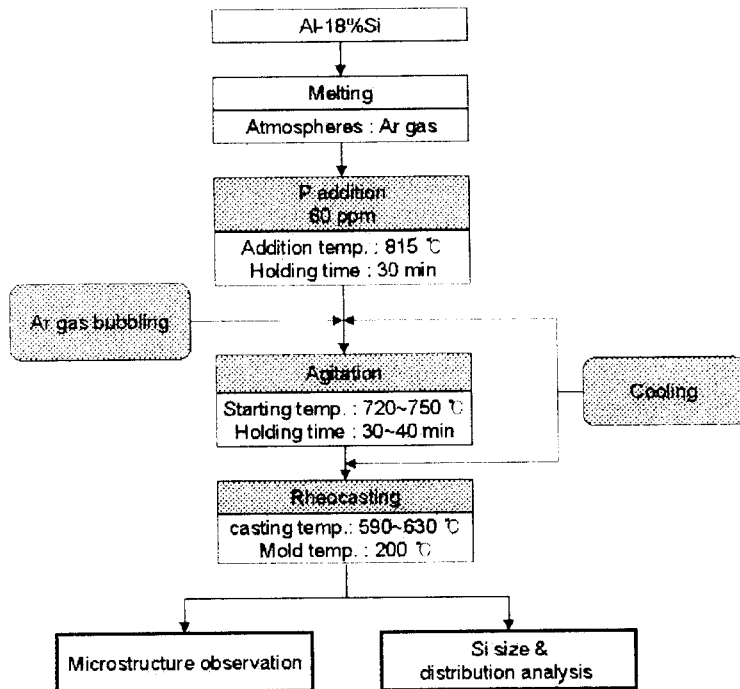 Al-18%Si
Melting
Atmospheres : Ar gas
P addition
60 ppm
Addition temp. : 815 ℃
Holding time : 30 min
Ar gas bubbling
Agitation
Starting temp. : 720~750 ℃
Holding time : 30~40 min
Cooling
Rheocasting
casting temp.: 590~630 ℃
Mold temp. : 200 ℃
Microstructure observation
Si size &
distribution analysis